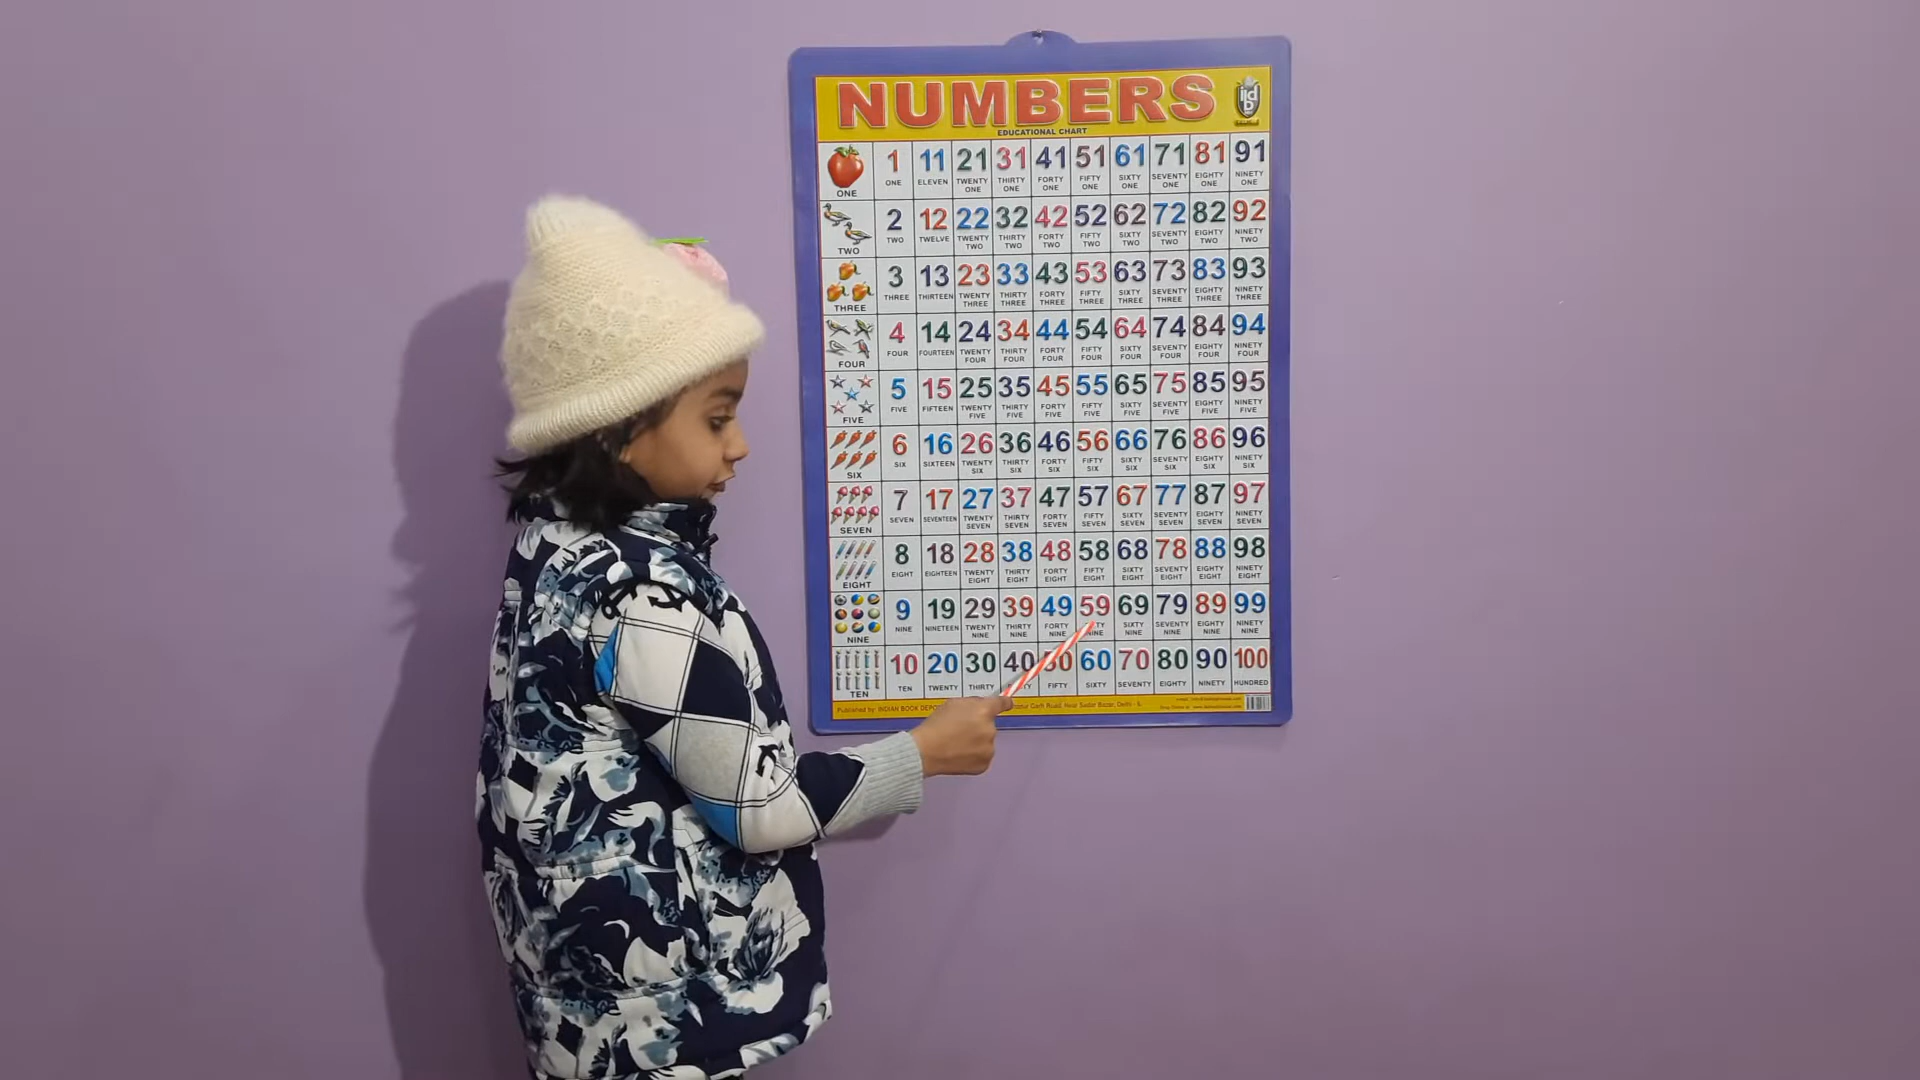 NUMBERS
EDUCATIONAL CHART
1 11 21 31 41 51 61 71 81 91
ONE ONE ELEVEN TWENTY ONE THIRTY ONE FORTY ONE FIFTY ONE SIXTY ONE SEVENTY ONE EIGHTY ONE NINETY ONE
2 12 22 32 42 52 62 72 82 92
TWO TWO TWELVE TWENTY TWO THIRTY TWO FORTY TWO FIFTY TWO SIXTY TWO SEVENTY TWO EIGHTY TWO NINETY TWO
3 13 23 33 43 53 63 73 83 93
THREE THREE THIRTEEN TWENTY THREE THIRTY THREE FORTY THREE FIFTY THREE SIXTY THREE SEVENTY THREE EIGHTY THREE NINETY THREE
4 14 24 34 44 54 64 74 84 94
FOUR FOUR FOURTEEN TWENTY FOUR THIRTY FOUR FORTY FOUR FIFTY FOUR SIXTY FOUR SEVENTY FOUR EIGHTY FOUR NINETY FOUR
5 15 25 35 45 55 65 75 85 95
FIVE FIVE FIFTEEN TWENTY FIVE THIRTY FIVE FORTY FIVE FIFTY FIVE SIXTY FIVE SEVENTY FIVE EIGHTY FIVE NINETY FIVE
6 16 26 36 46 56 66 76 86 96
SIX SIX SIXTEEN TWENTY SIX THIRTY SIX FORTY SIX FIFTY SIX SIXTY SIX SEVENTY SIX EIGHTY SIX NINETY SIX
7 17 27 37 47 57 67 77 87 97
SEVEN SEVEN SEVENTEEN TWENTY SEVEN THIRTY SEVEN FORTY SEVEN FIFTY SEVEN SIXTY SEVEN SEVENTY SEVEN EIGHTY SEVEN NINETY SEVEN
8 18 28 38 48 58 68 78 88 98
EIGHT EIGHT EIGHTEEN TWENTY EIGHT THIRTY EIGHT FORTY EIGHT FIFTY EIGHT SIXTY EIGHT SEVENTY EIGHT EIGHTY EIGHT NINETY EIGHT
9 19 29 39 49 59 69 79 89 99
NINE NINE NINETEEN TWENTY NINE THIRTY NINE FORTY NINE NINE SIXTY NINE SEVENTY NINE EIGHTY NINE NINETY NINE
10 20 30 40 50 60 70 80 90 100
TEN TEN TWENTY THIRTY FIFTY SIXTY SEVENTY EIGHTY NINETY HUNDRED
Published by: INDIAN BOOK Garh Road, Near Sadar Bazar, Delhi - 6.